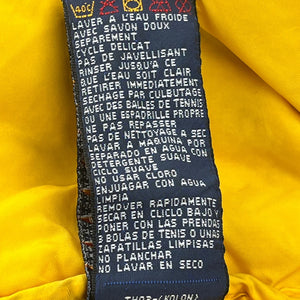 40C
LAVER A L'EAU FROIDE
AVEC SAVON DOUX
SEPAREMENT
CYCLE DELICAT
PAS DE JAVELLISANT
RINSER JUSQU'A CE
QUE L'EAU SOIT CLAIR
RETIRER IMMEDIATEMENT
SECHAGE PAR CULBUTAGE
AVEC DES BALLES DE TENNIS
OU UNE ESPADRILLE PROPRE
NE PAS REPASSER
PAS DE NETTOYAGE A SEC
LAVAR A MAQUINA POR
SEPARADO EN AGUA CON
DETERGENTE SUAVE
CICLO SUAVE
NO USAR CLORO
ENJUAGAR CON AGUA
LIMPIA
REMOVER RAPIDAMENTE
SECAR EN CLICLO BAJO Y
PONER CON LAS PRENDAS
3 BOLAS DE TENIS O UNAS
ZAPATILLAS LIMPISAS
NO PLANCHAR
NO LAVAR EN SECO